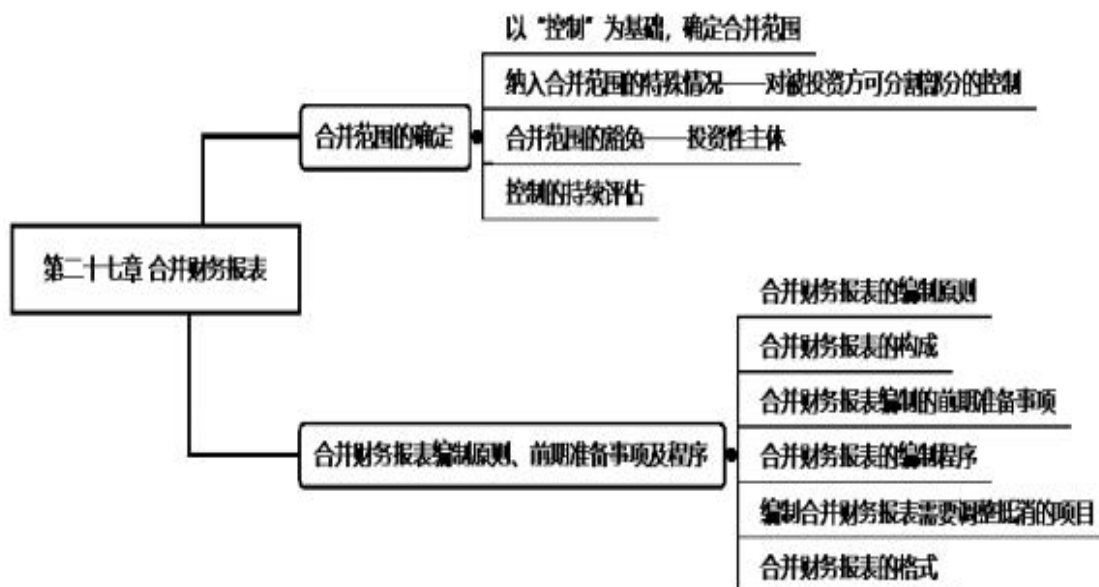 第二十七章 合并财务报表
合并范围的确定
以“控制”为基础，确定合并范围
纳入合并范围的特殊情况——对被投资方可分割部分的控制
合并范围的豁免——投资性主体
控制的持续评估
合并财务报表编制原则、前期准备事项及程序
合并财务报表的编制原则
合并财务报表的构成
合并财务报表编制的前期准备事项
合并财务报表的编制程序
编制合并财务报表需要调整抵消的项目
合并财务报表的格式